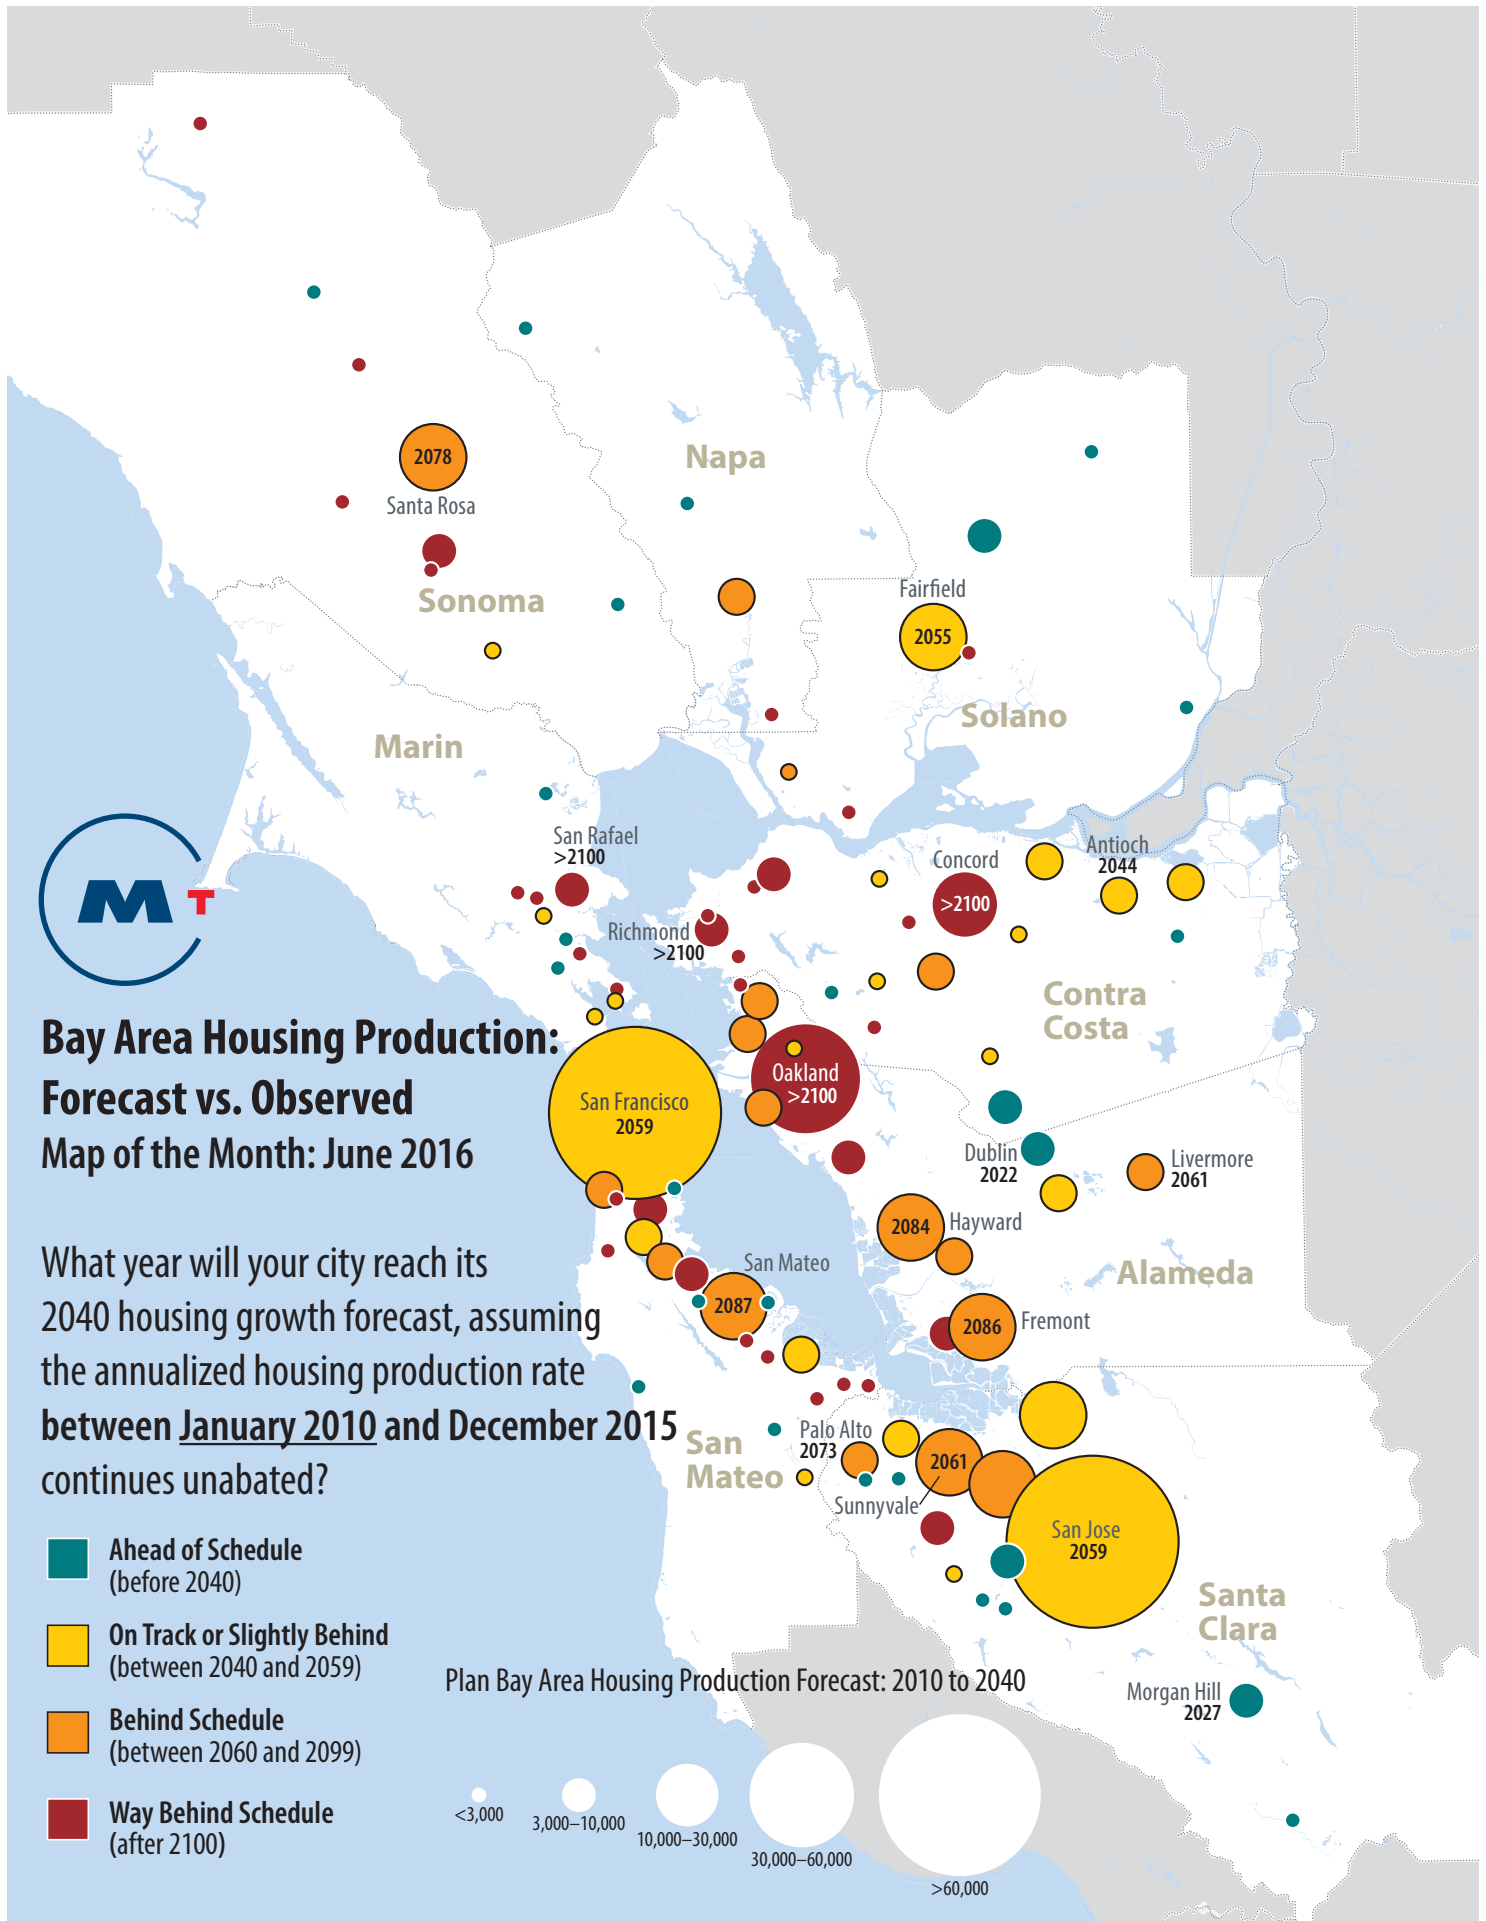 2078
Santa Rosa
Napa
Sonoma
Fairfield
2055
Solano
Marin
San Rafael
>2100
Concord
>2100
Antioch
2044
Richmond
>2100
Contra
Costa
M T
Bay Area Housing Production:
Forecast vs. Observed
Map of the Month: June 2016
San Francisco
2059
Oakland
>2100
Dublin
2022
Livermore
2061
2084 Hayward
Alameda
What year will your city reach its
2040 housing growth forecast, assuming
the annualized housing production rate
between January 2010 and December 2015
continues unabated?
San Mateo
2087
2086 Fremont
San
Mateo
Palo Alto
2073
2061
Sunnyvale
San Jose
2059
Santa
Clara
Morgan Hill
2027
Ahead of Schedule
(before 2040)
On Track or Slightly Behind
(between 2040 and 2059)
Behind Schedule
(between 2060 and 2099)
Way Behind Schedule
(after 2100)
Plan Bay Area Housing Production Forecast: 2010 to 2040
<3,000
3,000–10,000
10,000–30,000
30,000–60,000
>60,000